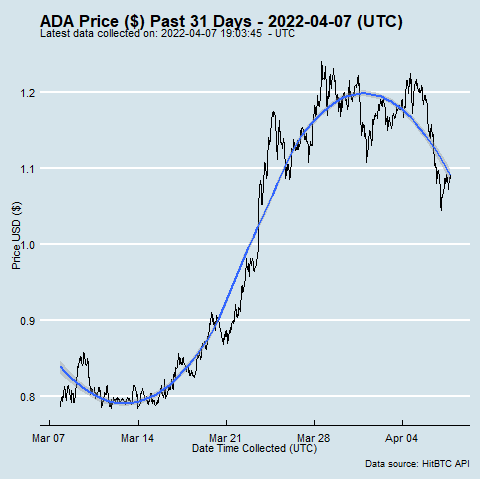 ADA Price ($) Past 31 Days - 2022-04-07 (UTC)
Latest data collected on: 2022-04-07 19:03:45 - UTC
Price USD ($)
1.2
1.1
1.0
0.9
0.8
Mar 07 Mar 14 Mar 21 Mar 28 Apr 04
Date Time Collected (UTC)
Data source: HitBTC API